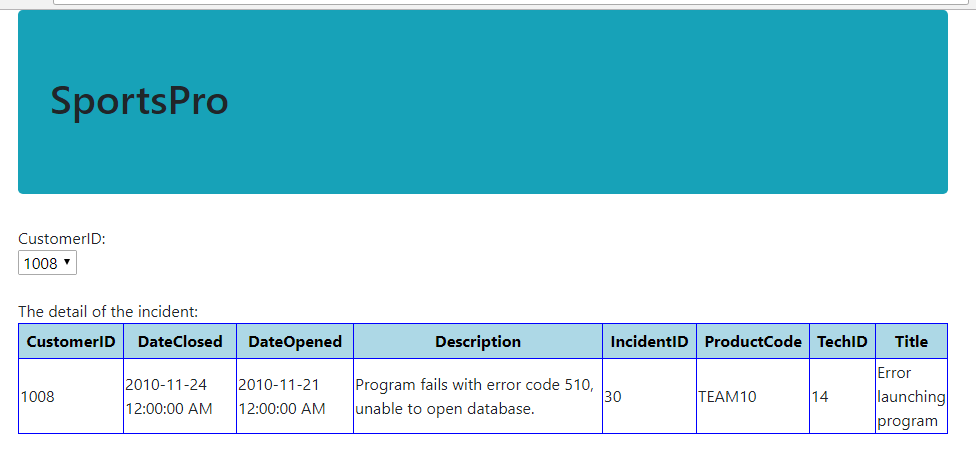 SportsPro
CustomerID:
1008
The detail of the incident:
CustomerID DateClosed DateOpened Description IncidentID ProductCode TechID Title
1008 2010-11-24 12:00:00 AM 2010-11-21 12:00:00 AM Program fails with error code 510, unable to open database. 30 TEAM10 14 Error launching program